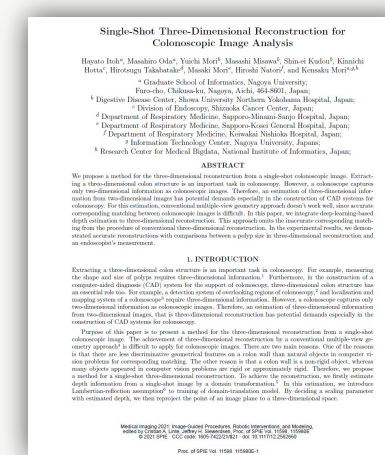 Single-Shot Three-Dimensional Reconstruction for
Colonoscopic Image Analysis
Hayato Itoh^a, Masahiro Oda^a, Yuichi Mori^b, Masashi Misawa^b, Shin-ei Kudou^b, Kinnichi
Hotta^c, Hirotsugu Takabatake^d, Masaki Mori^e, Hiroshi Natori^f, and Kensaku Mori^a,g,h
^a Graduate School of Informatics, Nagoya University,
Furo-cho, Chikusa-ku, Nagoya, Aichi, 464-8601, Japan;
^b Digestive Disease Center, Showa University Northern Yokohama Hospital, Japan;
^c Division of Endoscopy, Shizuoka Cancer Center, Japan;
^d Department of Respiratory Medicine, Sapporo-Minami-Sanjo Hospital, Japan;
^e Department of Respiratory Medicine, Sapporo-Kosei General Hospital, Japan;
^f Department of Respiratory Medicine, Keiwakai Nishioka Hospital, Japan;
^g Information Technology Center, Nagoya University, Japans;
^h Research Center for Medical Bigdata, National Institute of Informatics, Japan;
ABSTRACT
We propose a method for the three-dimensional reconstruction from a single-shot colonoscopic image. Extract-
ing a three-dimensional colon structure is an important task in colonoscopy. However, a colonoscope captures
only two-dimensional information as colonoscopic images. Therefore, an estimation of three-dimensional infor-
mation from two-dimensional images has potential demands especially in the construction of CAD systems for
colonoscopy. For this estimation, conventional multiple-view geometry approach doesn't work well, since accurate
corresponding matching between colonoscopic images is difficult. In this paper, we integrate deep-learning-based
depth estimation to three-dimensional reconstruction. This approach omits the inaccurate corresponding match-
ing from the procedure of conventional three-dimensional reconstruction. In the experimental results, we demon-
strated accurate reconstructions with comparisons between a polyp size in three-dimensional reconstruction and
an endoscopist's measurement.
1. INTRODUCTION
Extracting a three-dimensional colon structure is an important task in colonoscopy. For example, measuring
the shape and size of polyps requires three-dimensional information.¹ Furthermore, in the construction of a
computer-aided diagnosis (CAD) system for the support of colonoscopy, three-dimensional colon structure has
an essential role too. For example, a detection system of overlooking regions of colonoscopy,² and localisation and
mapping system of a colonoscope³ require three-dimensional information. However, a colonoscope captures only
two-dimensional information as colonoscopic images. Therefore, an estimation of three-dimensional information
from two-dimensional images, that is three-dimensional reconstruction has potential demands especially in the
construction of CAD systems for colonoscopy.
Purpose of this paper is to present a method for the three-dimensional reconstruction from a single-shot
colonoscopic image. The achievement of three-dimensional reconstruction by a conventional multiple-view ge-
ometry approach⁴ is difficult to apply for colonoscopic images. There are two main reasons. One of the reasons
is that there are less discriminative geometrical features on a colon wall than natural objects in computer vi-
sion problems for corresponding matching. The other reason is that a colon wall is a non-rigid object, whereas
many objects appeared in computer vision problems are rigid or approximately rigid. Therefore, we propose
a method for a single-shot three-dimensional reconstruction. To achieve the reconstruction, we firstly estimate
depth information from a single-shot image by a domain transformation.⁵ In this estimation, we introduce
Lambertian-reflection assumption⁶ to training of domain-translation model. By deciding a scaling parameter
with estimated depth, we then reproject the point of an image plane to a three-dimensional space.
Medical Imaging 2021: Image-Guided Procedures, Robotic Interventions, and Modeling,
edited by Cristian A. Linte, Jeffrey H. Siewerdsen, Proc. of SPIE Vol. 11598, 115980E
© 2021 SPIE · CCC code: 1605-7422/21/$21 · doi: 10.1117/12.2582660
Proc. of SPIE Vol. 11598 115980E-1